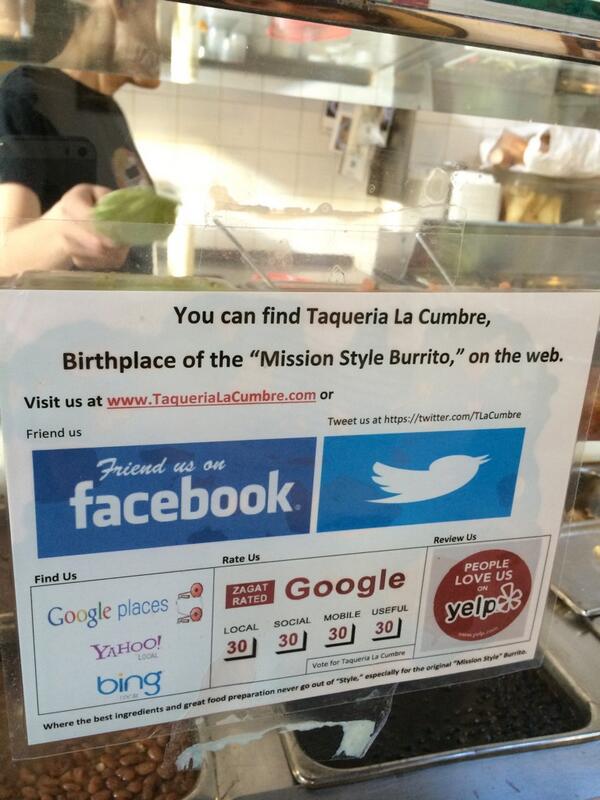 You can find Taqueria La Cumbre,
Birthplace of the “Mission Style Burrito,” on the web.
Visit us at www.TaqueriaLaCumbre.com or
Friend us
Tweet us at https://twitter.com/TLaCumbre
Friend us on
facebook
Find Us
Google places
YAHOO!
LOCAL
bing
Rate Us
ZAGAT
RATED
Google
LOCAL SOCIAL MOBILE USEFUL
30 30 30 30
Vote for Taqueria La Cumbre
Review Us
PEOPLE
LOVE US
ON
yelp
www.yelp.com
Where the best ingredients and great food preparation never go out of “Style,” especially for the original “Mission Style” Burrito.